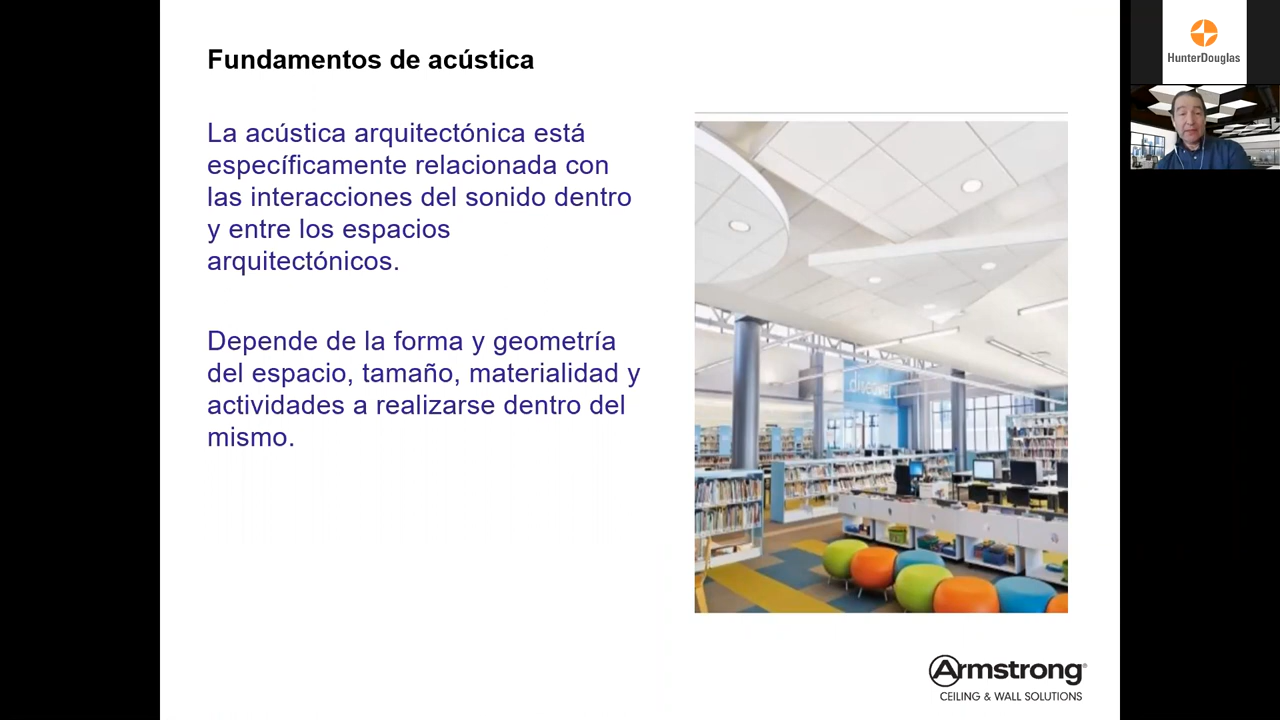 Fundamentos de acústica
La acústica arquitectónica está
específicamente relacionada con
las interacciones del sonido dentro
y entre los espacios
arquitectónicos.
Depende de la forma y geometría
del espacio, tamaño, materialidad y
actividades a realizarse dentro del
mismo.
discover
Armstrong®
CEILING & WALL SOLUTIONS
HunterDouglas